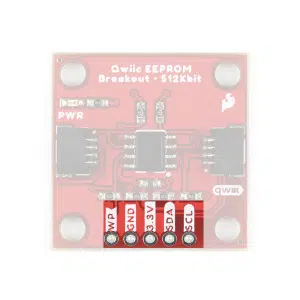 Qwiic EEPROM
Breakout - 512Kbit
PWR
qwiic
WP
GND
3.3V
SDA
SCL